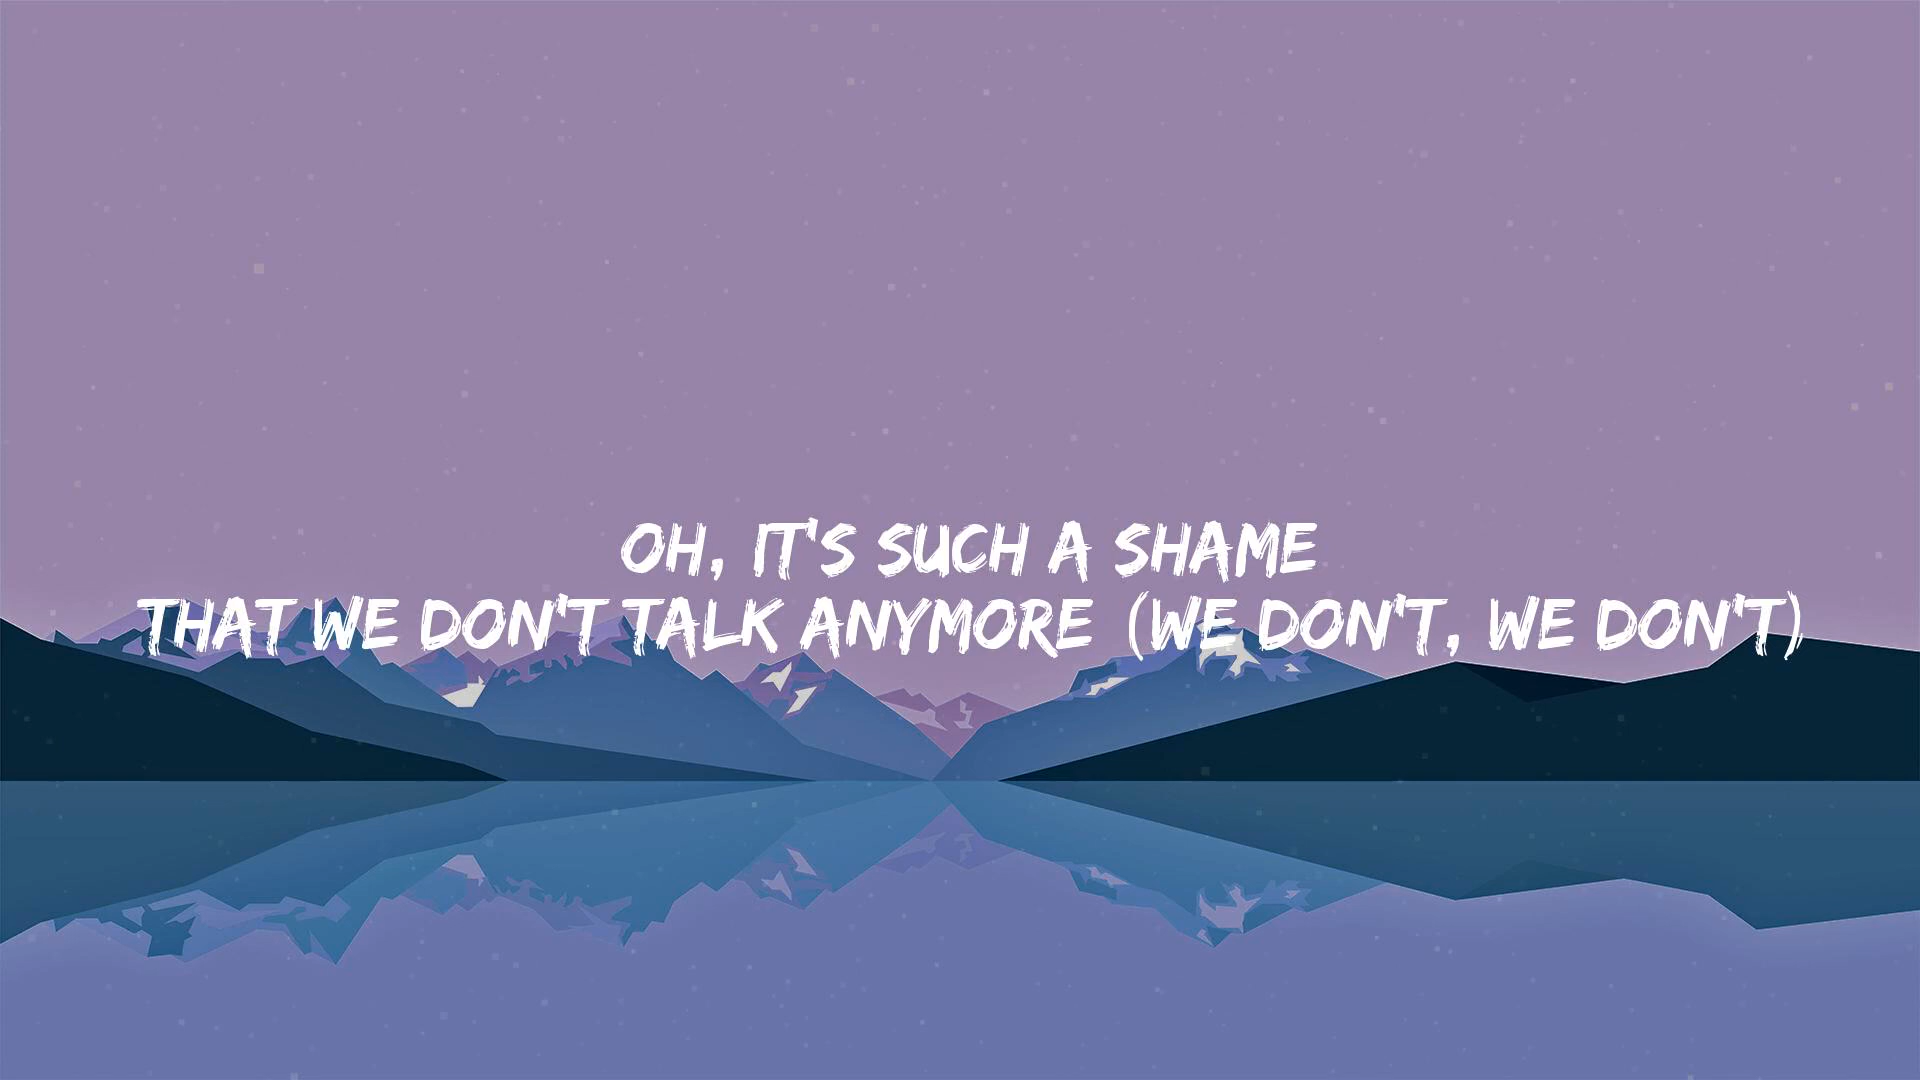 OH, IT'S SUCH A SHAME
THAT WE DON'T TALK ANYMORE (WE DON'T, WE DON'T)